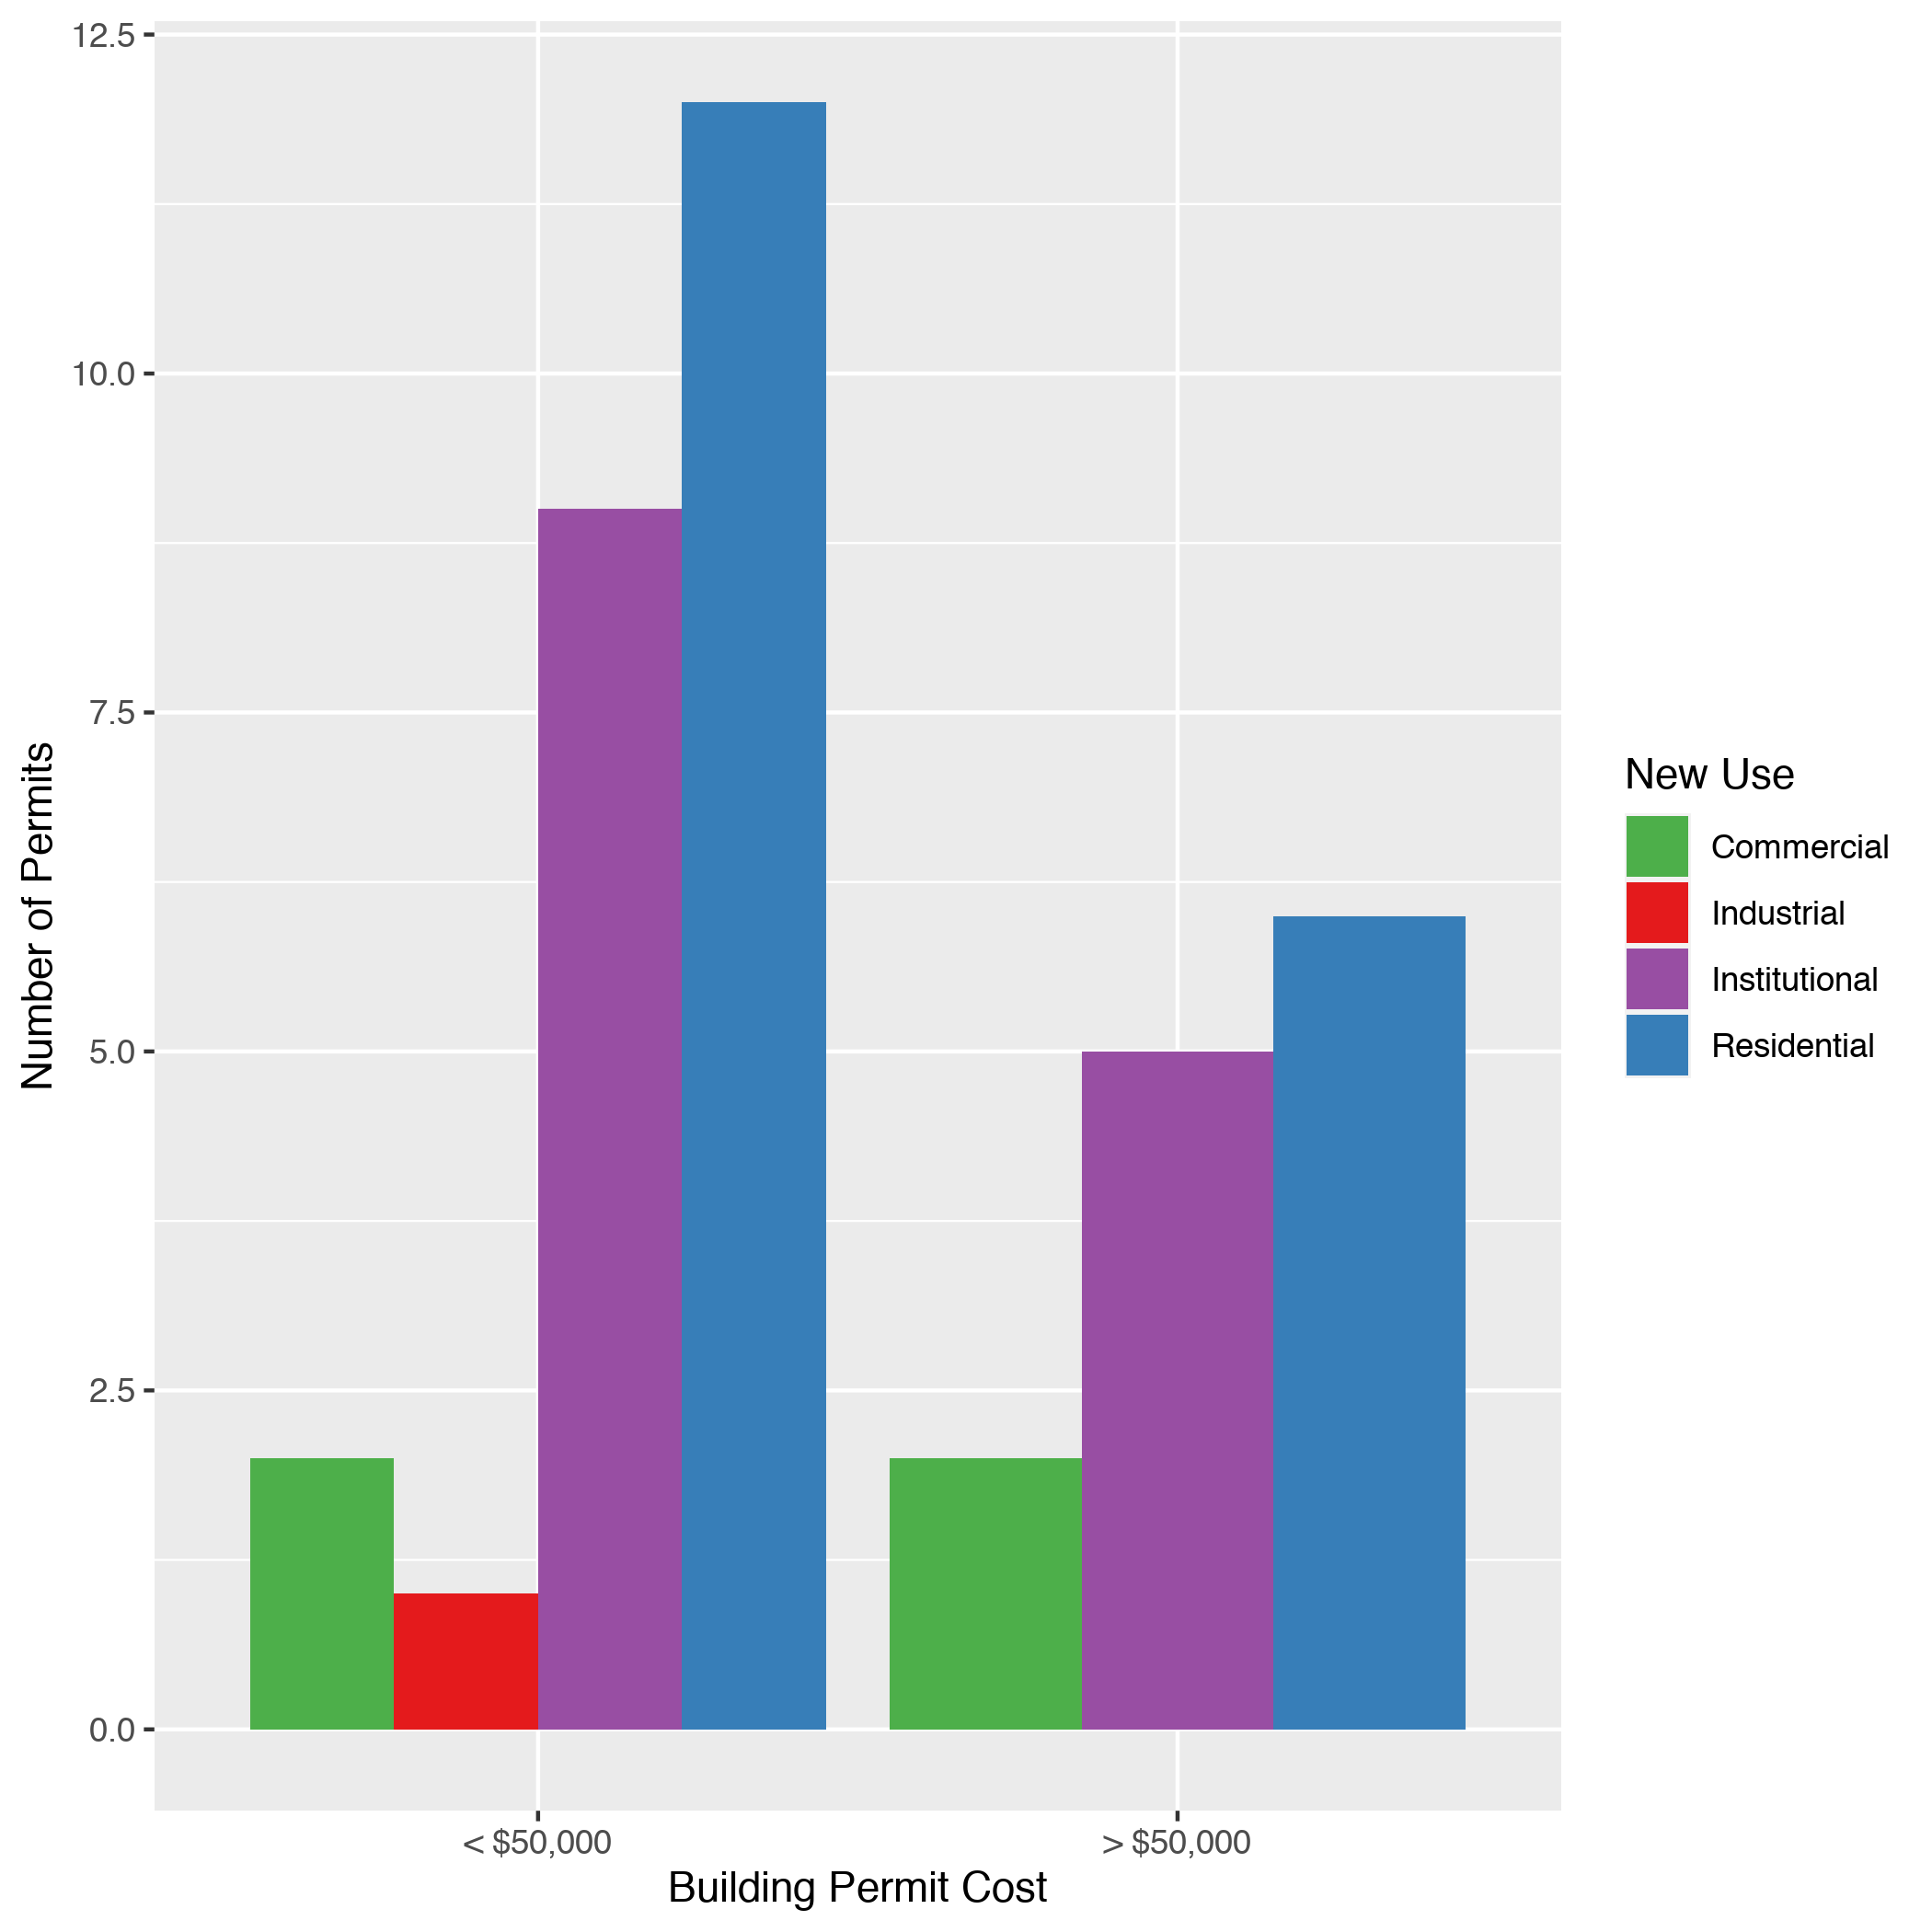 12.5
10.0
7.5
5.0
2.5
0.0
Number of Permits
< $50,000
> $50,000
Building Permit Cost
New Use
Commercial
Industrial
Institutional
Residential